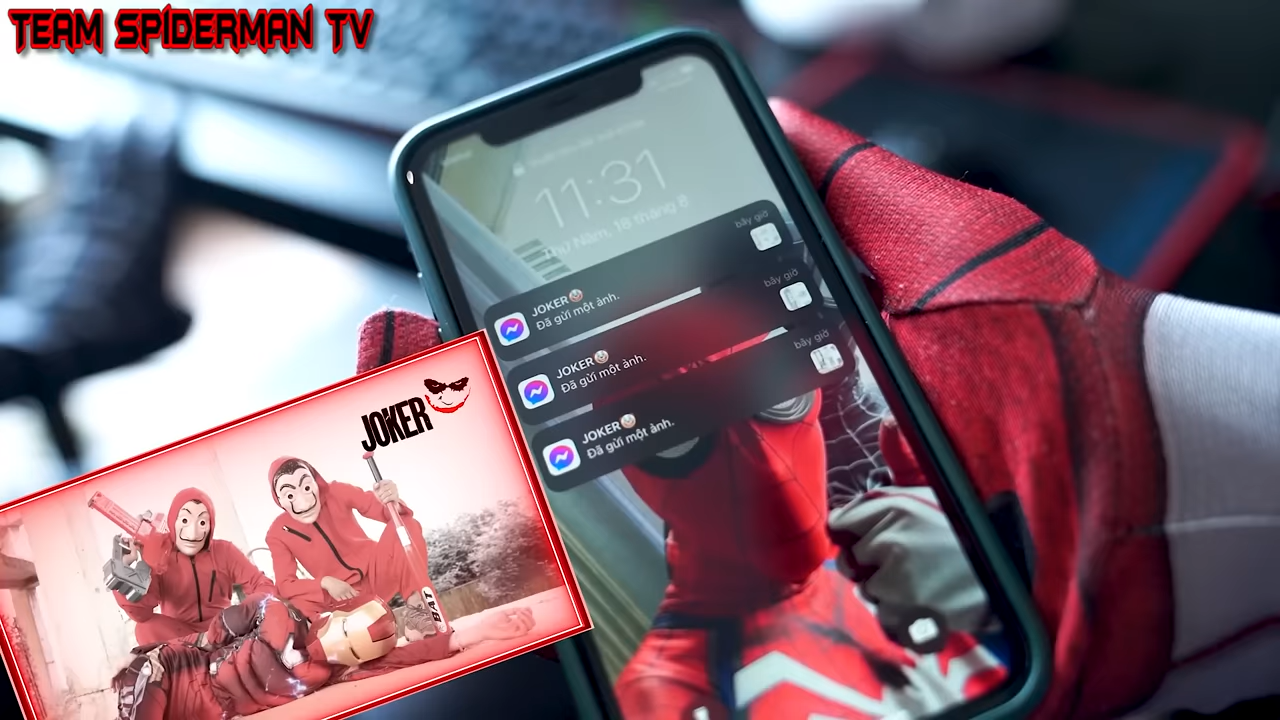 TEAM SPIDERMAN TV
11:31
Thứ Năm, 18 tháng 8
bây giờ
JOKER🤡
Đã gửi một ảnh.
bây giờ
JOKER🤡
Đã gửi một ảnh.
bây giờ
JOKER🤡
Đã gửi một ảnh.
JOKER
BAT